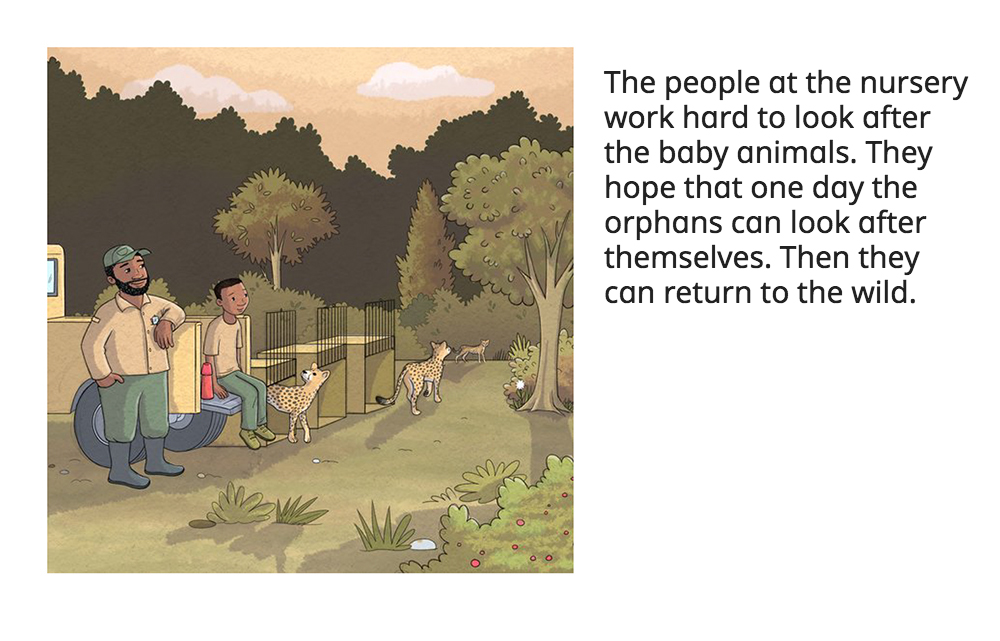 The people at the nursery
work hard to look after
the baby animals. They
hope that one day the
orphans can look after
themselves. Then they
can return to the wild.